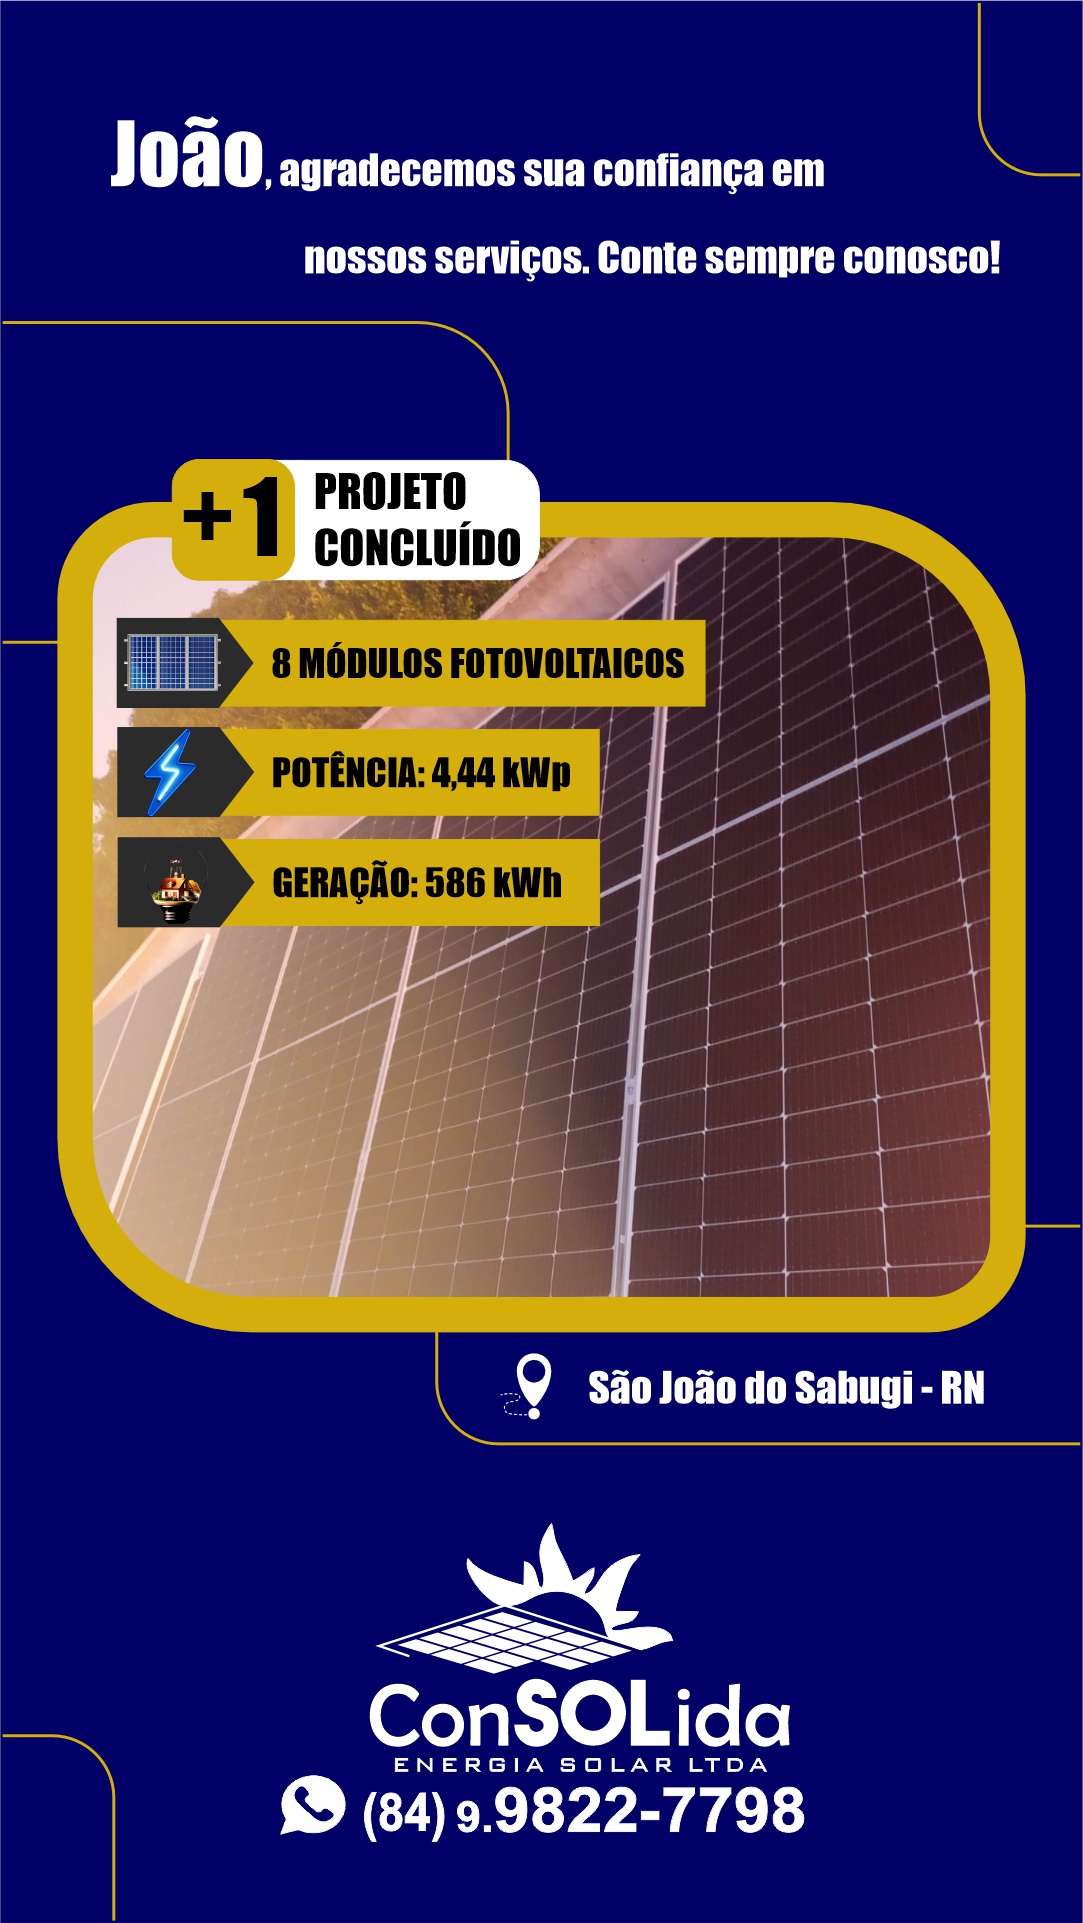 João, agradecemos sua confiança em
nossos serviços. Conte sempre conosco!
+1 PROJETO
CONCLUÍDO
8 MÓDULOS FOTOVOLTAICOS
POTÊNCIA: 4,44 kWp
GERAÇÃO: 586 kWh
São João do Sabugi - RN
ConSOLida
ENERGIA SOLAR LTDA
(84) 9.9822-7798